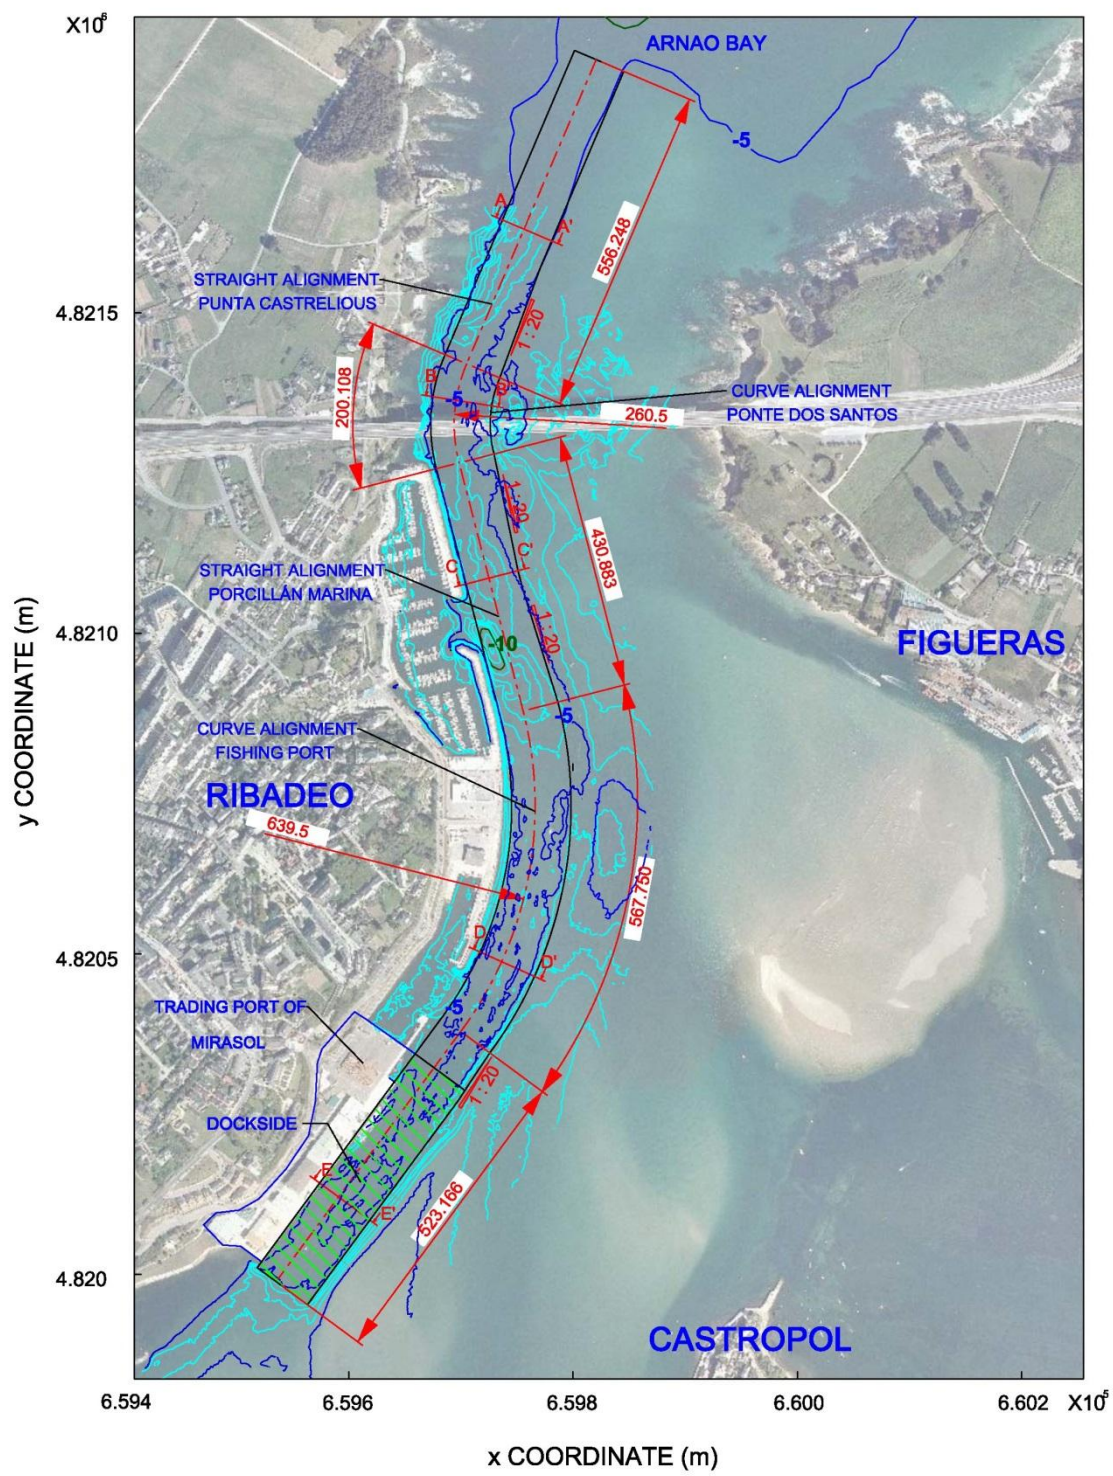 X10⁶
ARNAO BAY
-5
A
A'
556.248
STRAIGHT ALIGNMENT
PUNTA CASTRELIOUS
4.8215
1:20
200.108
B
B'
-5
CURVE ALIGNMENT
PONTE DOS SANTOS
260.5
1:20
430.883
C
C'
STRAIGHT ALIGNMENT
PORCILLÁN MARINA
1:20
4.8210
-10
FIGUERAS
y COORDINATE (m)
-5
CURVE ALIGNMENT
FISHING PORT
RIBADEO
639.5
567.750
D
D'
4.8205
-5
TRADING PORT OF
MIRASOL
1:20
DOCKSIDE
E
E'
523.166
4.820
CASTROPOL
6.594
6.596
6.598
6.600
6.602
X10⁵
x COORDINATE (m)